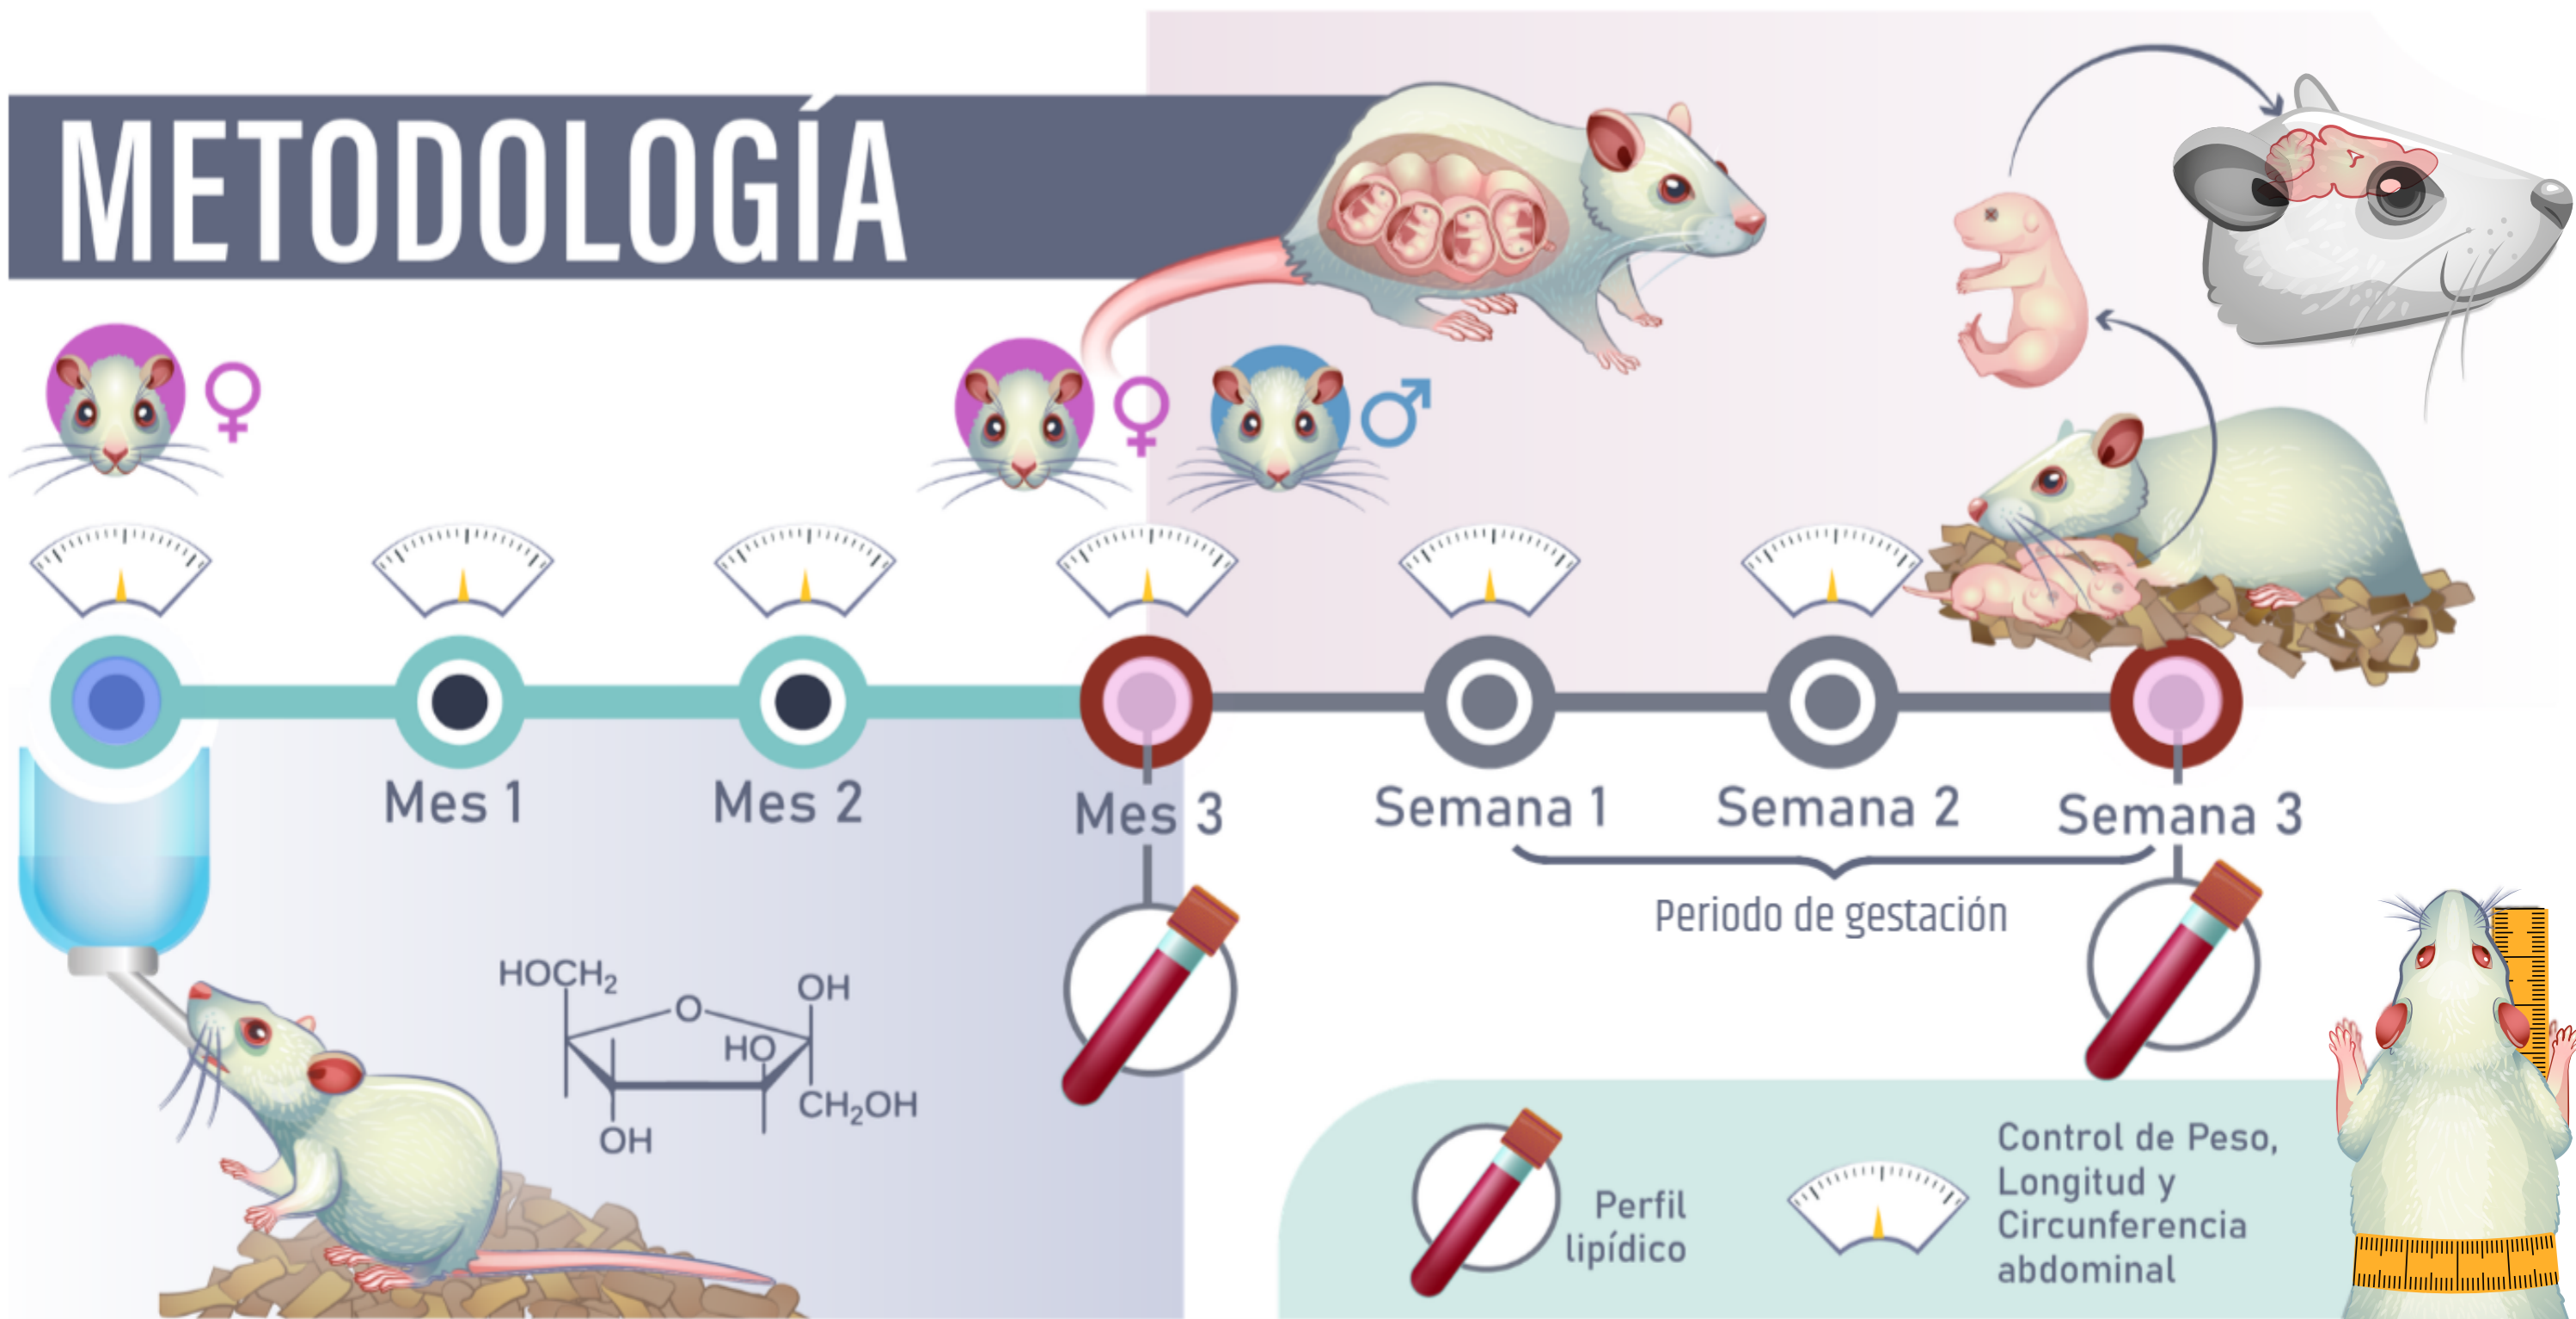 METODOLOGÍA
♀
♀ ♂
Mes 1
Mes 2
Mes 3
Semana 1
Semana 2
Semana 3
Periodo de gestación
HOCH₂
O
OH
HO
CH₂OH
OH
Perfil
lipídico
Control de Peso,
Longitud y
Circunferencia
abdominal